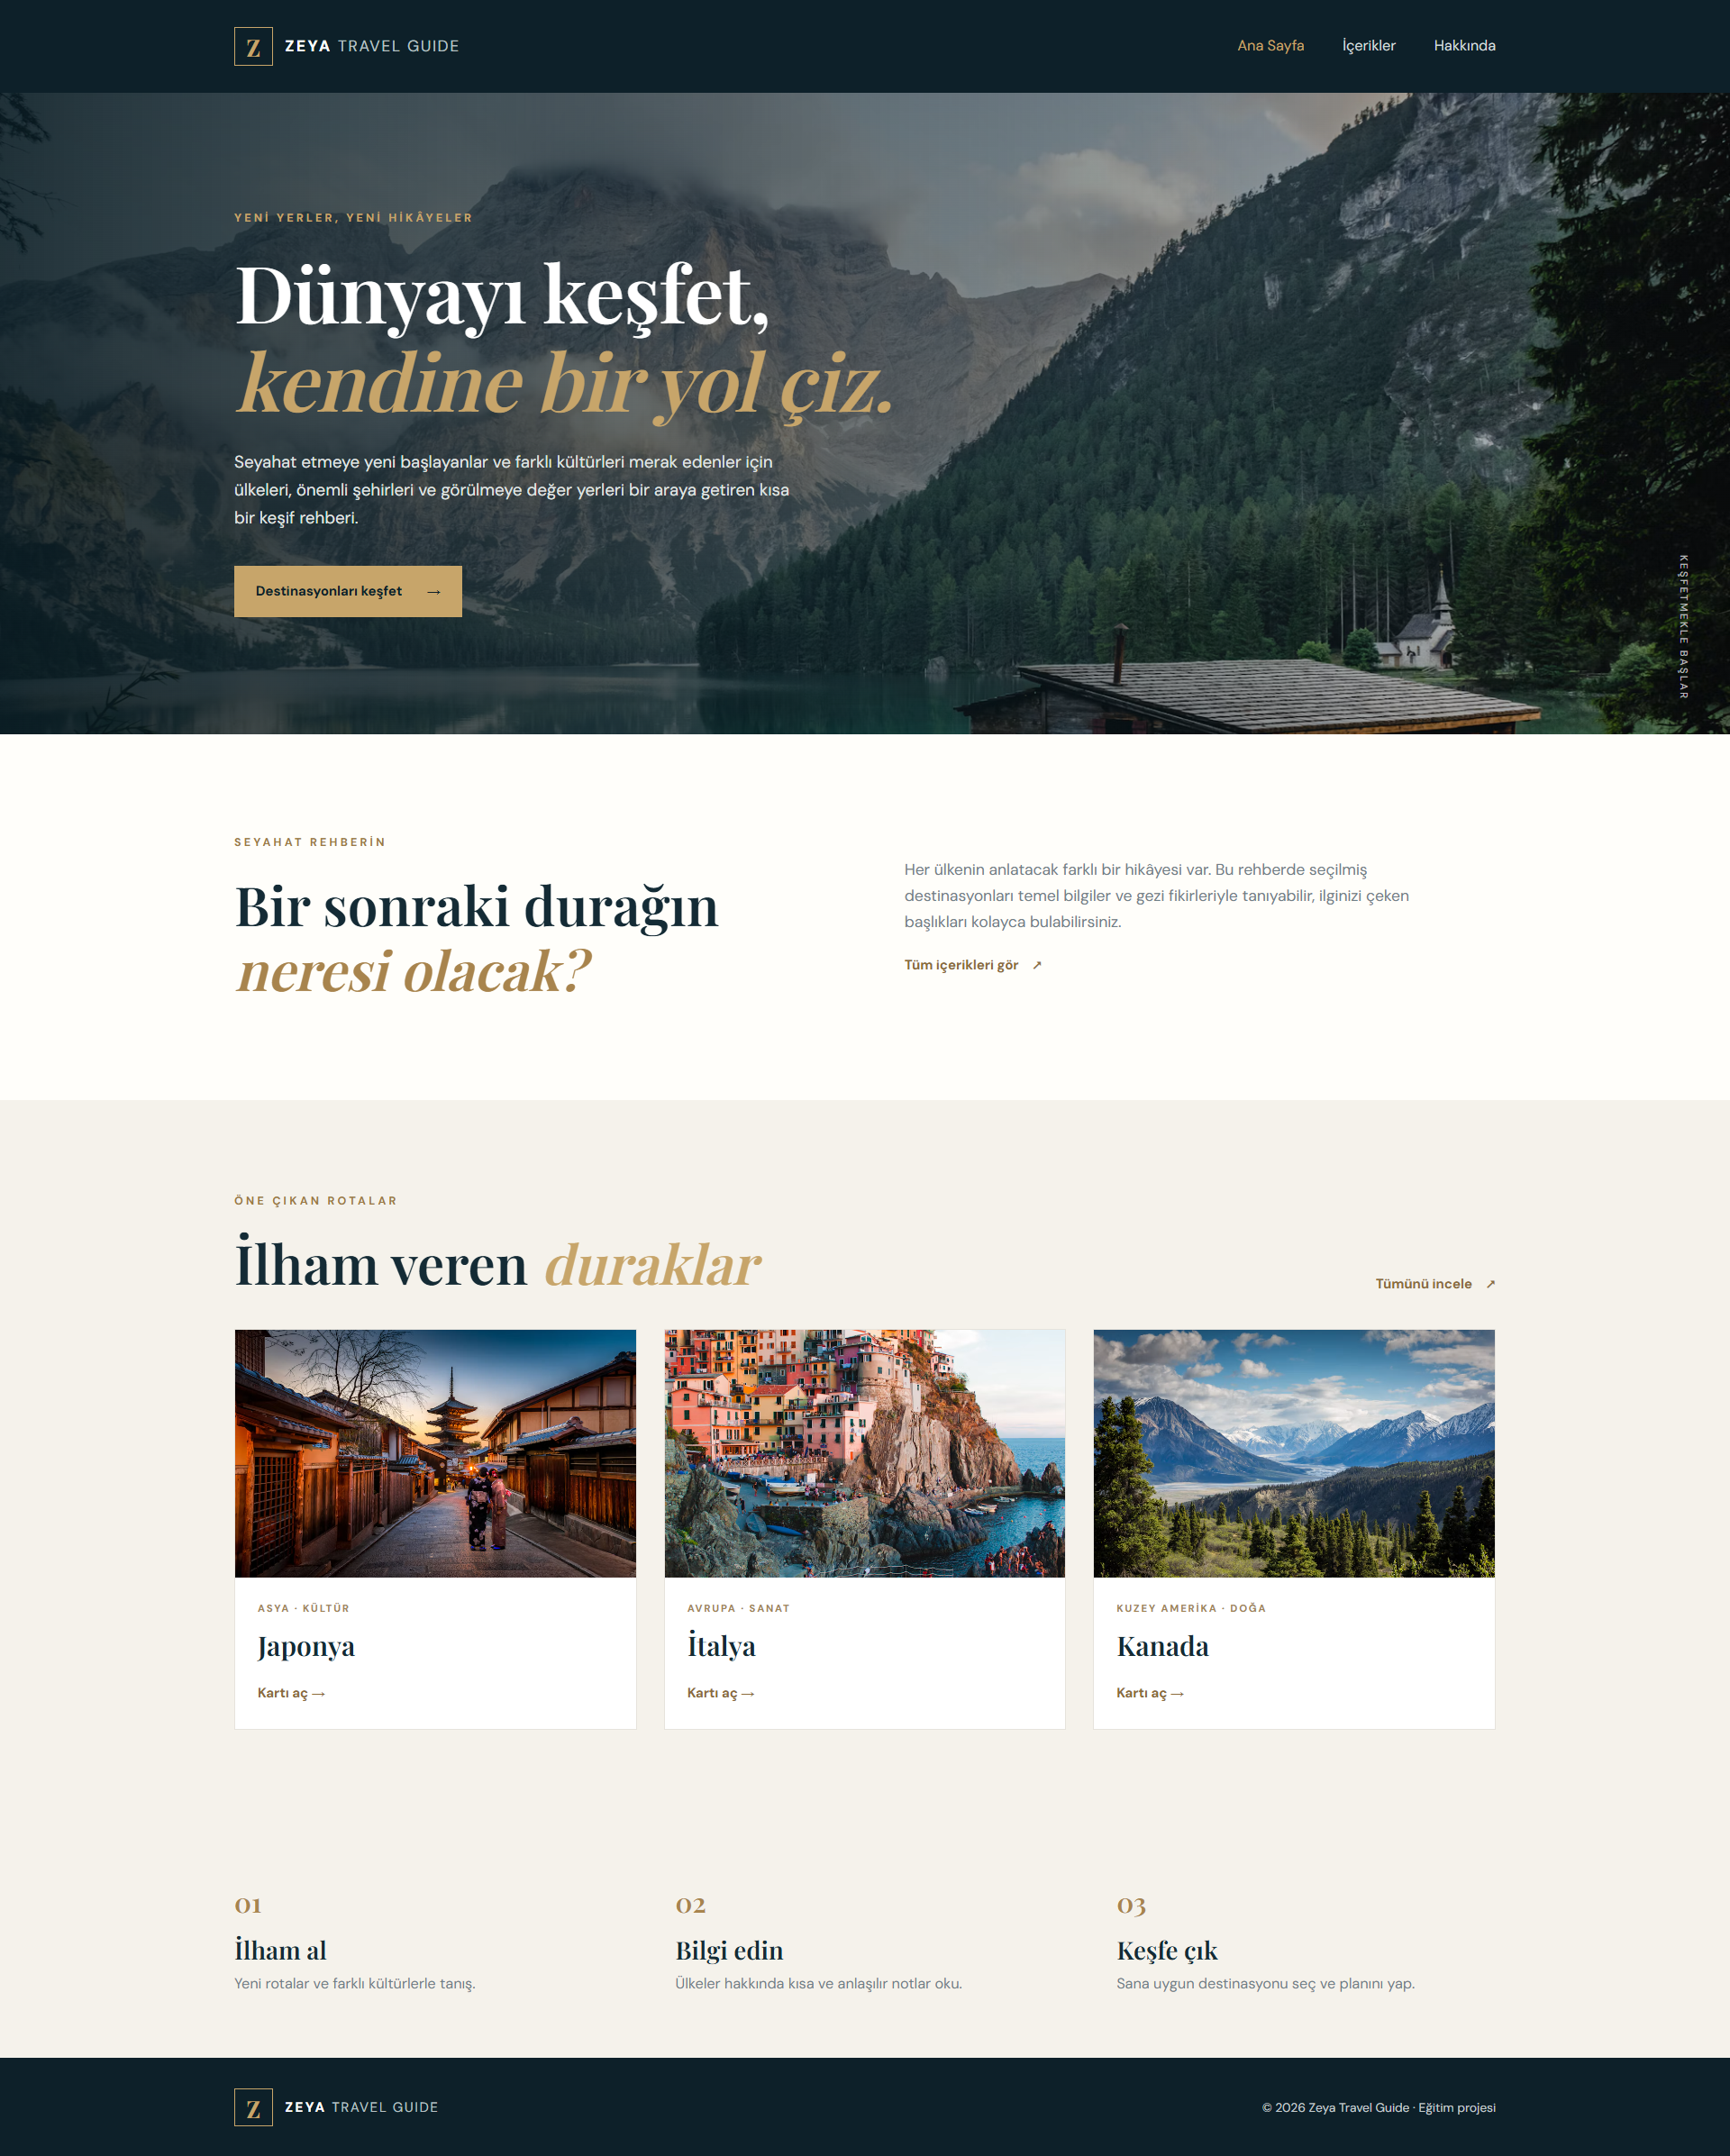 Z ZEYA TRAVEL GUIDE
Ana Sayfa İçerikler Hakkında
YENİ YERLER, YENİ HİKÂYELER
Dünyayı keşfet,
kendine bir yol çiz.
Seyahat etmeye yeni başlayanlar ve farklı kültürleri merak edenler için
ülkeleri, önemli şehirleri ve görülmeye değer yerleri bir araya getiren kısa
bir keşif rehberi.
Destinasyonları keşfet →
KEŞFETMEKLE BAŞLAR
SEYAHAT REHBERİN
Bir sonraki durağın
neresi olacak?
Her ülkenin anlatacak farklı bir hikâyesi var. Bu rehberde seçilmiş
destinasyonları temel bilgiler ve gezi fikirleriyle tanıyabilir, ilginizi çeken
başlıkları kolayca bulabilirsiniz.
Tüm içerikleri gör ↗
ÖNE ÇIKAN ROTALAR
İlham veren duraklar
Tümünü incele ↗
ASYA · KÜLTÜR
Japonya
Kartı aç →
AVRUPA · SANAT
İtalya
Kartı aç →
KUZEY AMERİKA · DOĞA
Kanada
Kartı aç →
01
İlham al
Yeni rotalar ve farklı kültürlerle tanış.
02
Bilgi edin
Ülkeler hakkında kısa ve anlaşılır notlar oku.
03
Keşfe çık
Sana uygun destinasyonu seç ve planını yap.
Z ZEYA TRAVEL GUIDE
© 2026 Zeya Travel Guide · Eğitim projesi